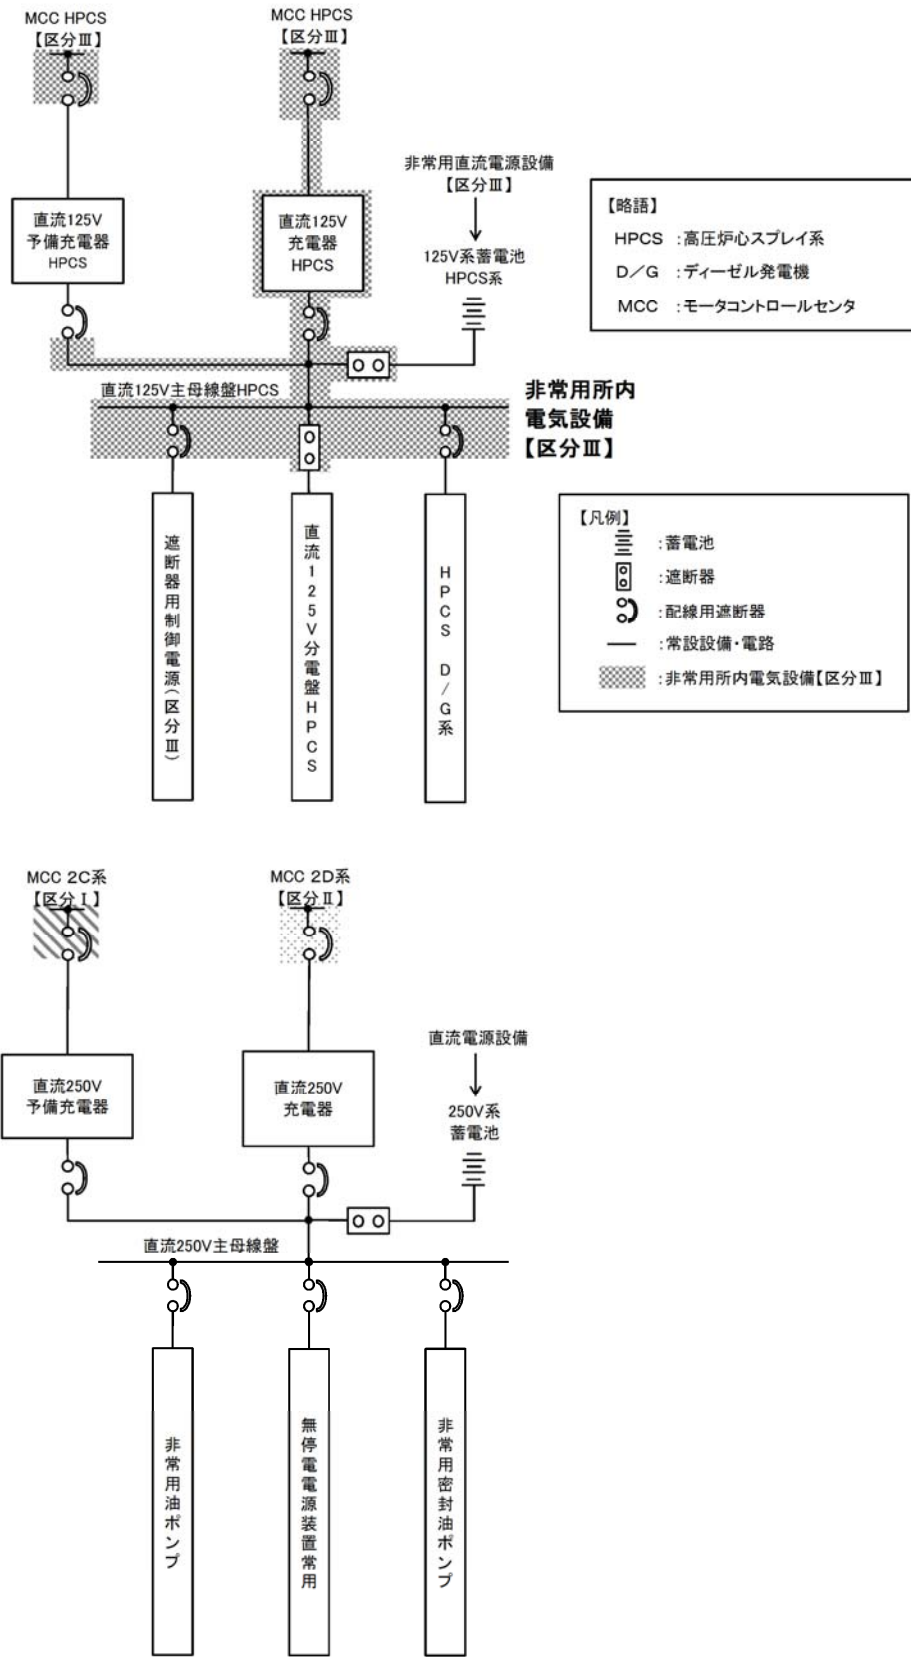 MCC HPCS
【区分Ⅲ】
MCC HPCS
【区分Ⅲ】
非常用直流電源設備
【区分Ⅲ】
125V系蓄電池
HPCS系
直流125V
予備充電器
HPCS
直流125V
充電器
HPCS
【略語】
HPCS :高圧炉心スプレイ系
D/G :ディーゼル発電機
MCC :モータコントロールセンタ
直流125V主母線盤HPCS
非常用所内
電気設備
【区分Ⅲ】
遮断器用制御電源(区分Ⅲ)
直流125V分電盤HPCS
HPCS D/G系
【凡例】
:蓄電池
:遮断器
:配線用遮断器
:常設設備・電路
:非常用所内電気設備【区分Ⅲ】
MCC 2C系
【区分Ⅰ】
MCC 2D系
【区分Ⅱ】
直流電源設備
250V系
蓄電池
直流250V
予備充電器
直流250V
充電器
直流250V主母線盤
非常用油ポンプ
無停電電源装置常用
非常用密封油ポンプ